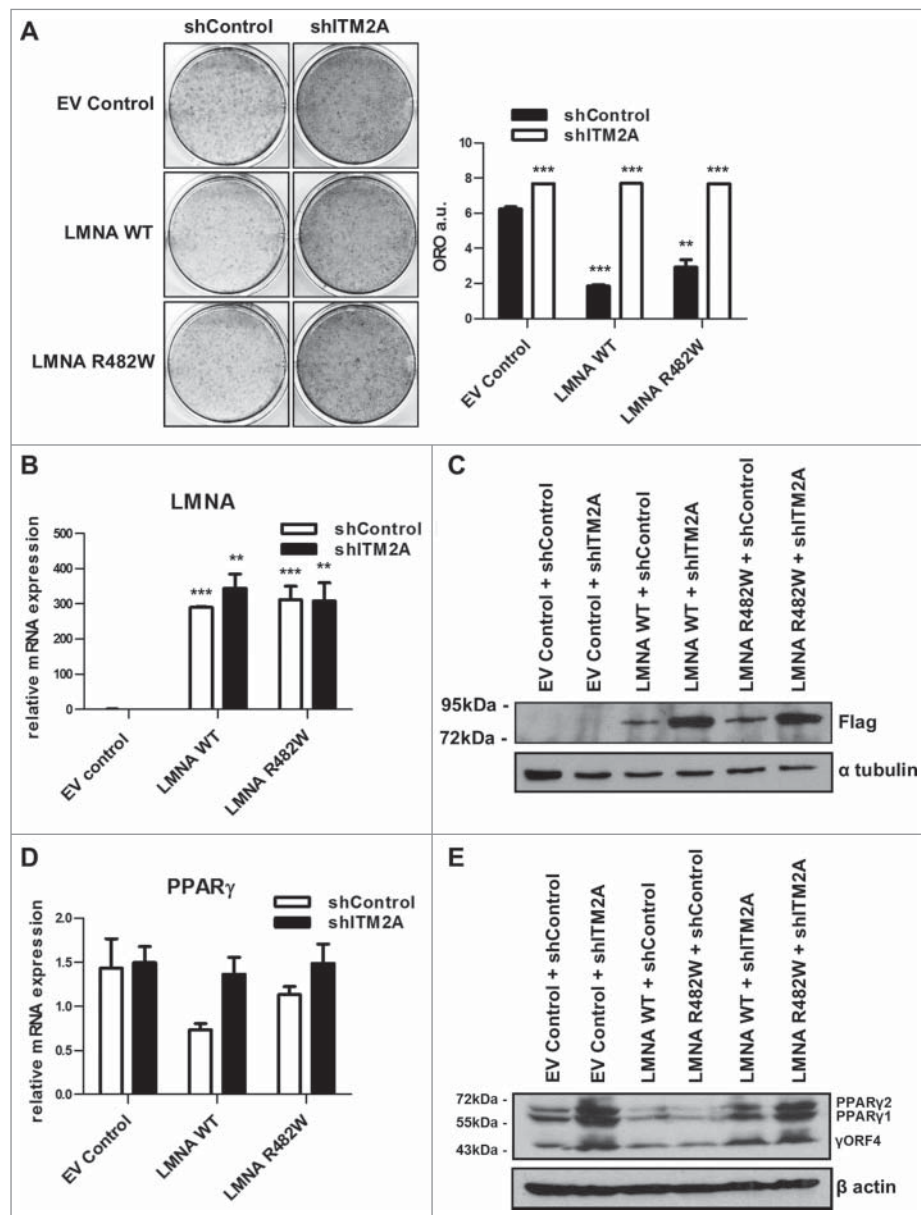 A
shControl
shITM2A
EV Control
LMNA WT
LMNA R482W
shControl
shITM2A
ORO a.u.
10
8
6
4
2
0
***
***
***
***
**
EV Control
LMNA WT
LMNA R482W
B
LMNA
shControl
shITM2A
relative mRNA expression
500
400
300
200
100
0
***
**
***
**
EV control
LMNA WT
LMNA R482W
C
EV Control + shControl
EV Control + shITM2A
LMNA WT + shControl
LMNA WT + shITM2A
LMNA R482W + shControl
LMNA R482W + shITM2A
95kDa -
72kDa -
Flag
α tubulin
D
PPARγ
shControl
shITM2A
relative mRNA expression
2.0
1.5
1.0
0.5
0.0
EV Control
LMNA WT
LMNA R482W
E
EV Control + shControl
EV Control + shITM2A
LMNA WT + shControl
LMNA R482W + shControl
LMNA WT + shITM2A
LMNA R482W + shITM2A
72kDa -
55kDa
43kDa -
PPARγ2
PPARγ1
γORF4
β actin